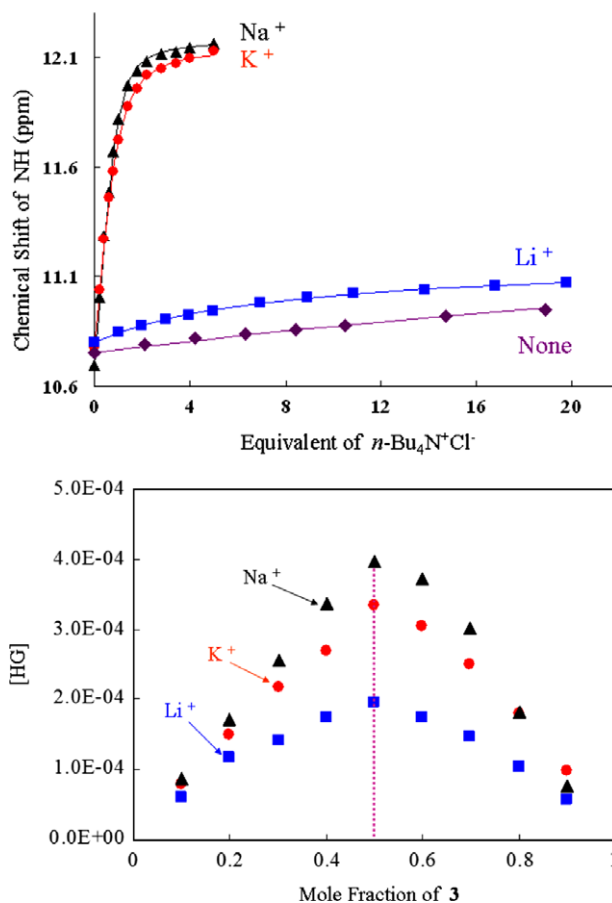 Na+
12.1
K+
11.6
Chemical Shift of NH (ppm)
Li+
11.1
None
10.6
0 4 8 12 16 20
Equivalent of n-Bu4N+Cl-
5.0E-04
4.0E-04
Na+
3.0E-04
K+
[HG]
2.0E-04
Li+
1.0E-04
0.0E+00
0 0.2 0.4 0.6 0.8 1
Mole Fraction of 3